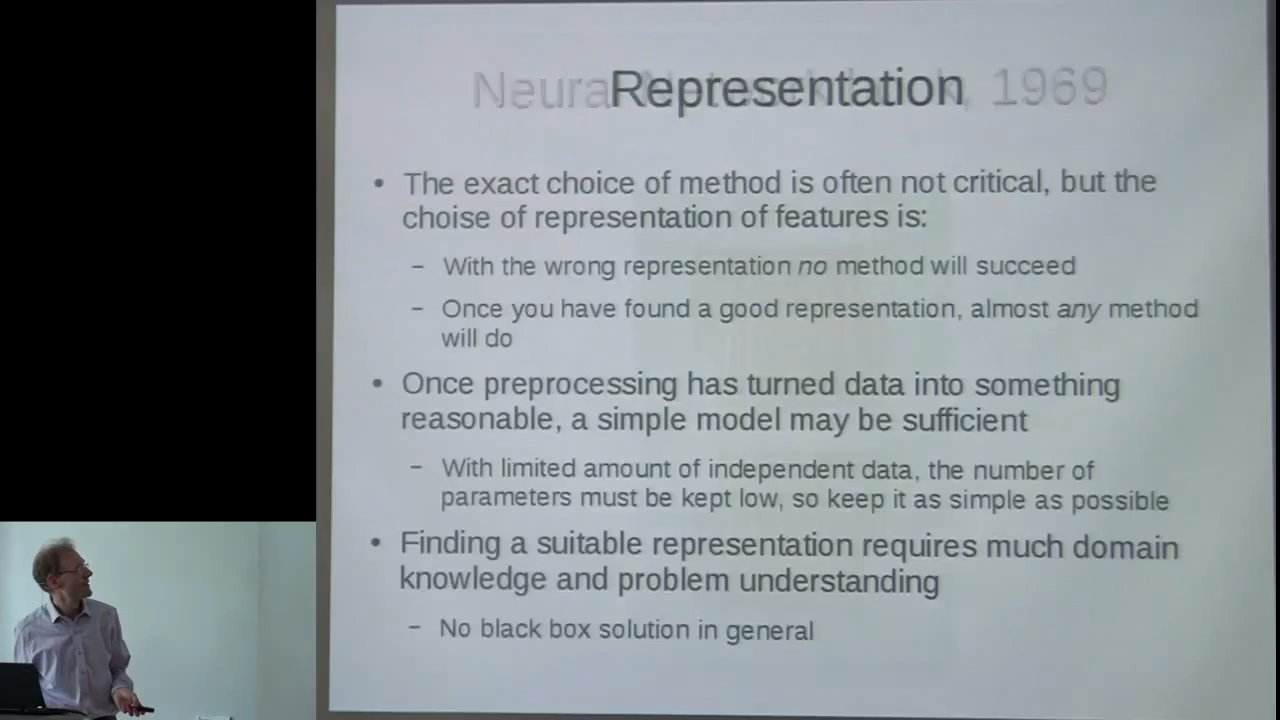 Neura Representation , 1969
• The exact choice of method is often not critical, but the
choise of representation of features is:
– With the wrong representation no method will succeed
– Once you have found a good representation, almost any method
will do
• Once preprocessing has turned data into something
reasonable, a simple model may be sufficient
– With limited amount of independent data, the number of
parameters must be kept low, so keep it as simple as possible
• Finding a suitable representation requires much domain
knowledge and problem understanding
– No black box solution in general